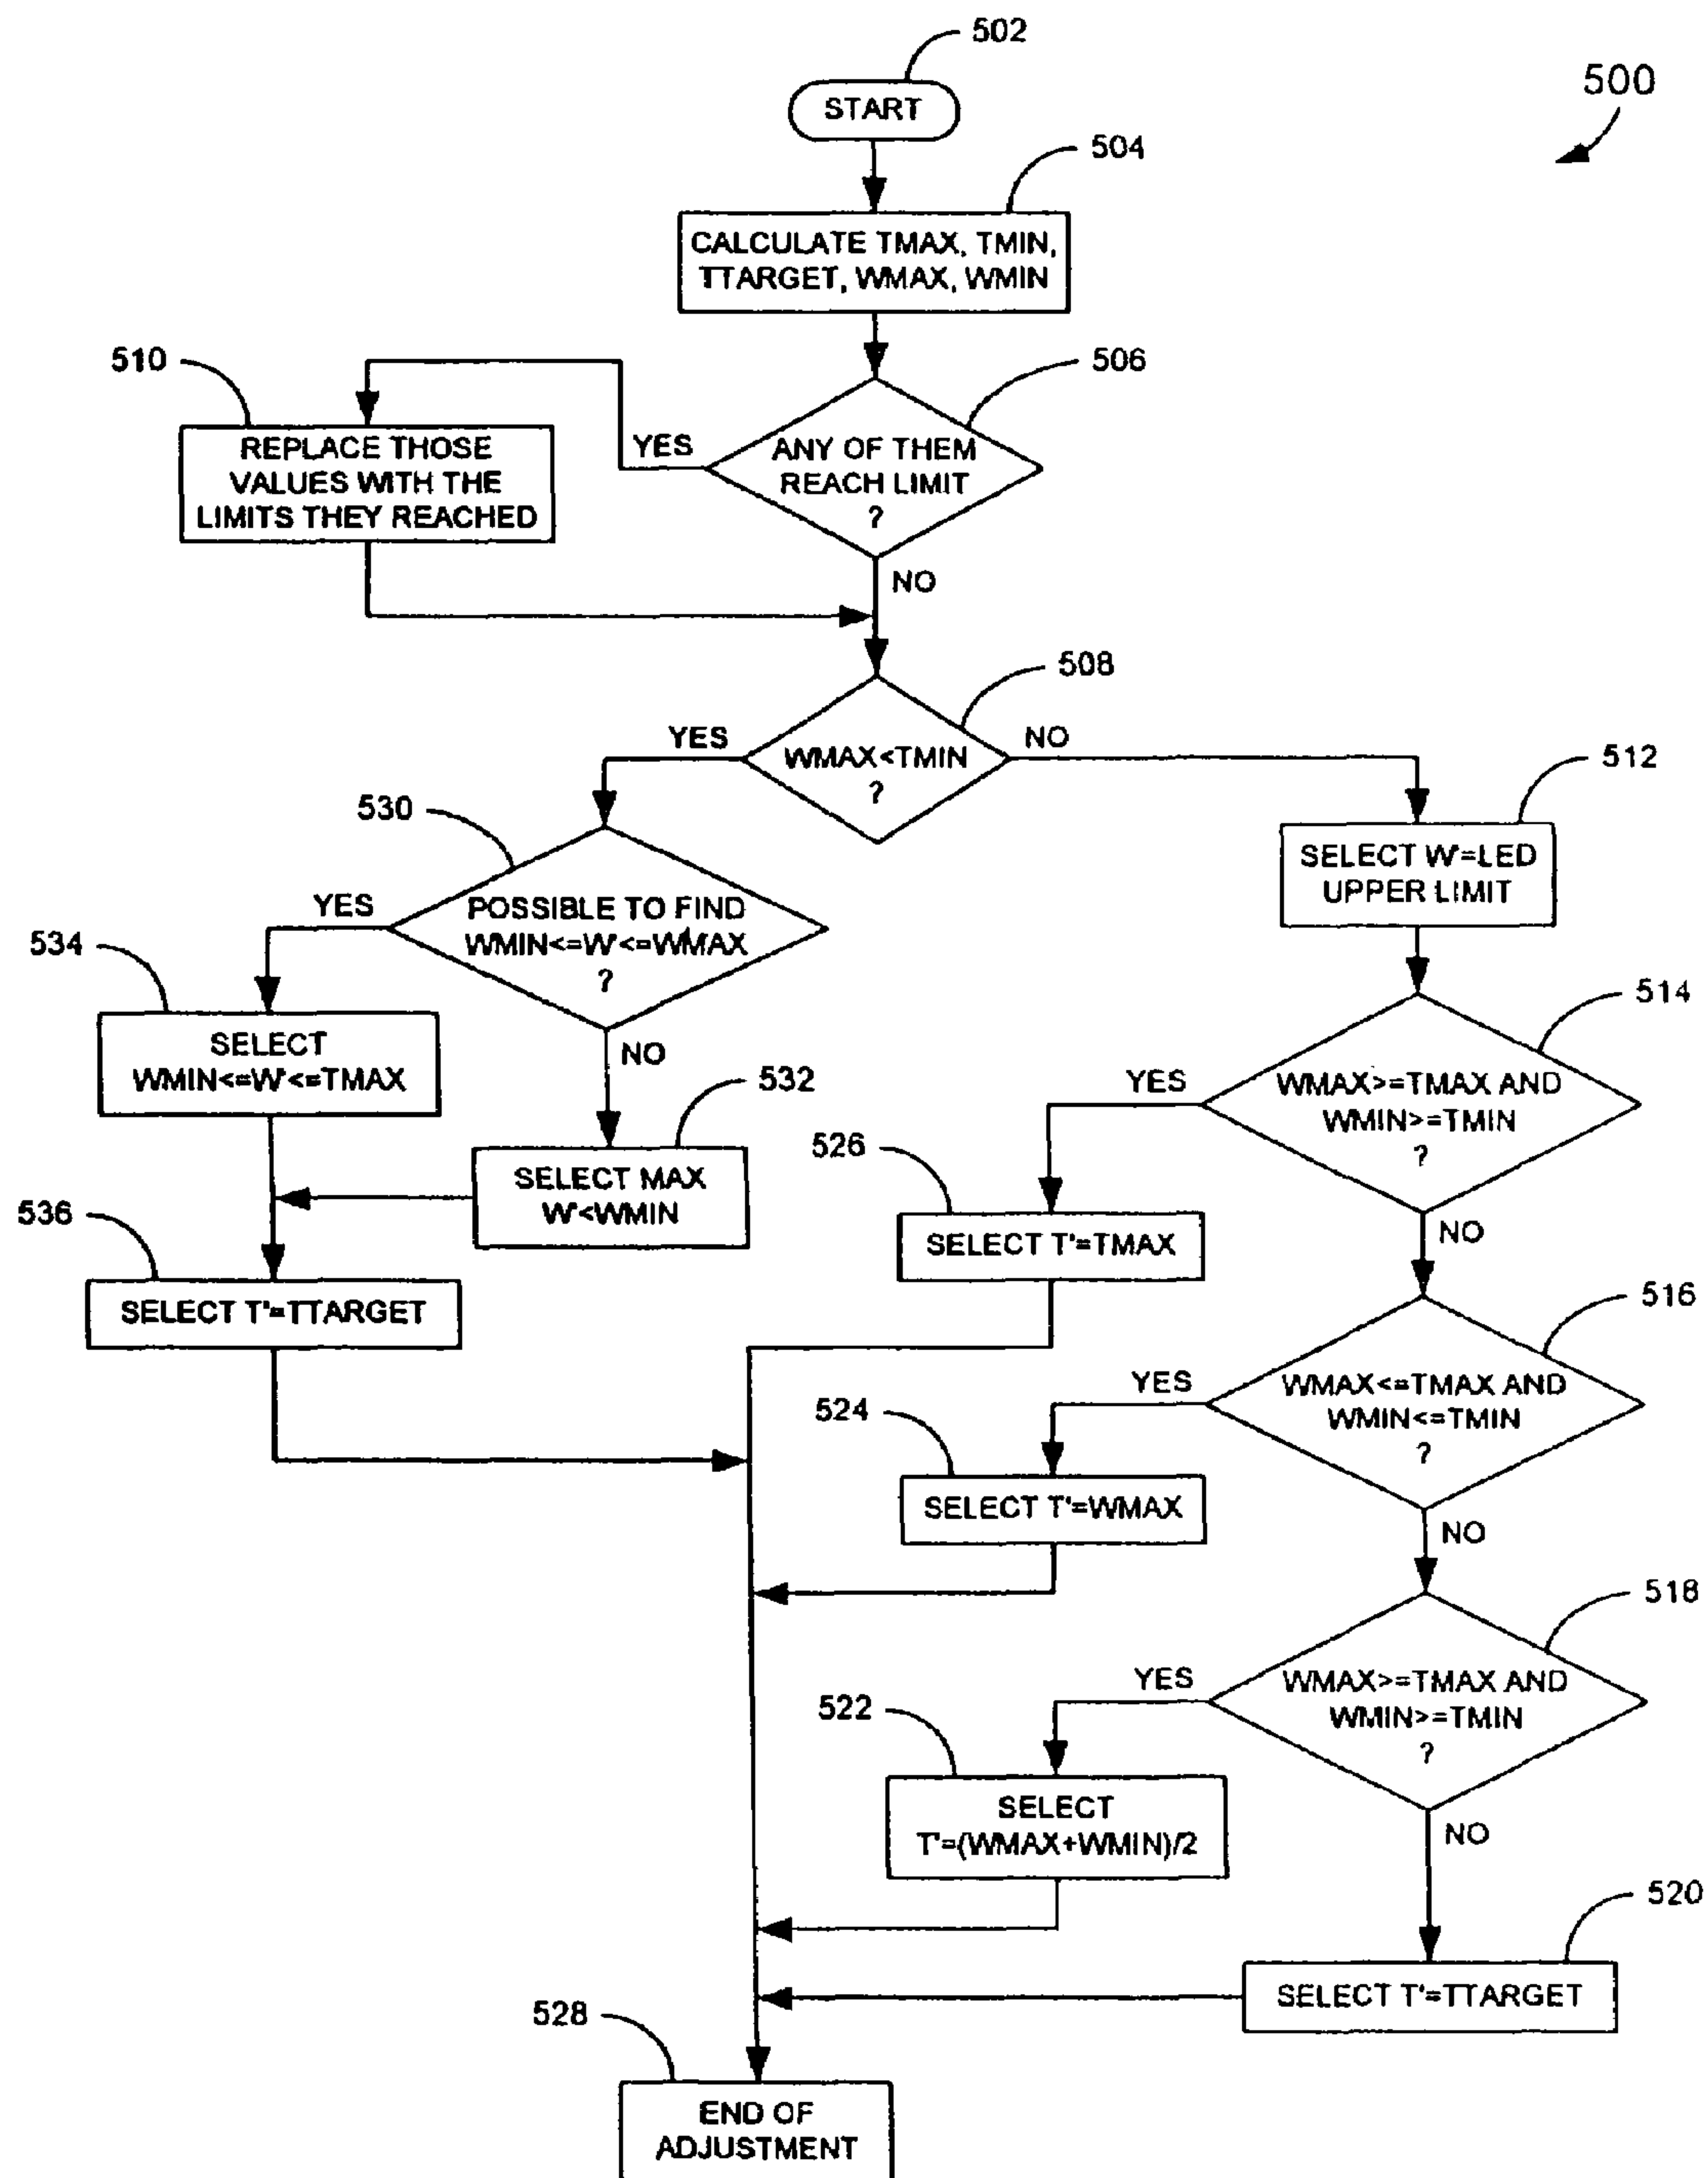 502
500
START
504
CALCULATE TMAX, TMIN,
TTARGET, WMAX, WMIN
510
506
REPLACE THOSE
VALUES WITH THE
LIMITS THEY REACHED
YES
ANY OF THEM
REACH LIMIT
?
NO
508
YES
WMAX<TMIN
?
NO
512
SELECT W'=LED
UPPER LIMIT
530
POSSIBLE TO FIND
WMIN<=W'<=WMAX
?
YES
534
SELECT
WMIN<=W'<=TMAX
NO
532
SELECT MAX
W'<WMIN
536
SELECT T'=TTARGET
514
WMAX>=TMAX AND
WMIN>=TMIN
?
YES
526
SELECT T'=TMAX
NO
516
WMAX<=TMAX AND
WMIN<=TMIN
?
YES
524
SELECT T'=WMAX
NO
518
WMAX>=TMAX AND
WMIN>=TMIN
?
YES
522
SELECT
T'=(WMAX+WMIN)/2
NO
520
SELECT T'=TTARGET
528
END OF
ADJUSTMENT